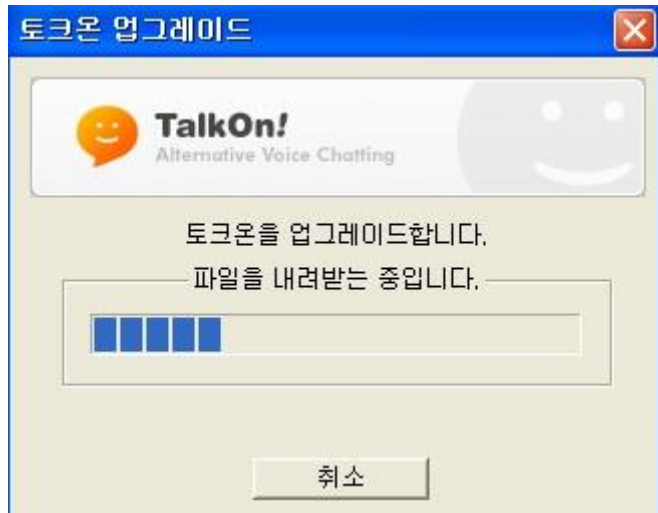 토크온 업그레이드
TalkOn!
Alternative Voice Chatting
토크온을 업그레이드합니다.
파일을 내려받는 중입니다.
취소